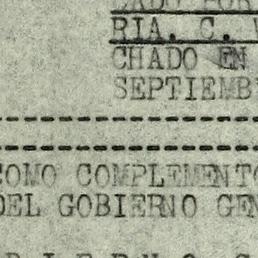 RIA. C. V
CHADO EN
SEPTIEMB
COMO COMPLEMENTO
DEL GOBIERNO GEN